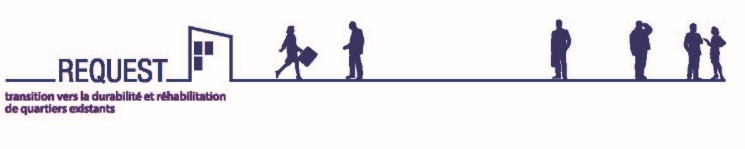 REQUEST
transition vers la durabilité et réhabilitation
de quartiers existants